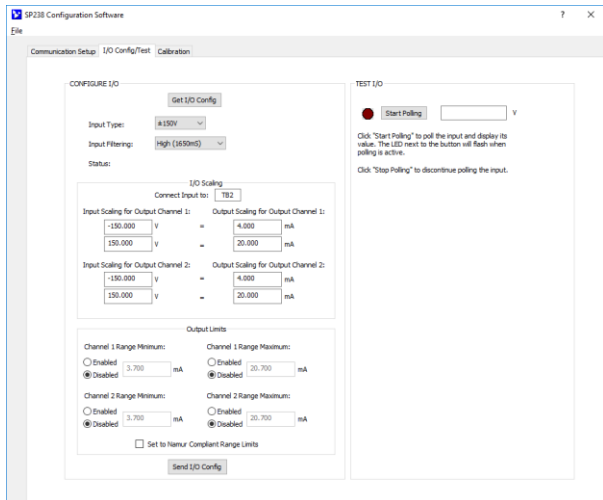 SP238 Configuration Software ? ×
File
Communication Setup I/O Config/Test Calibration
CONFIGURE I/O
Get I/O Config
Input Type: ±150V
Input Filtering: High (1650mS)
Status:
I/O Scaling
Connect Input to: TB2
Input Scaling for Output Channel 1: Output Scaling for Output Channel 1:
-150.000 V = 4.000 mA
150.000 V = 20.000 mA
Input Scaling for Output Channel 2: Output Scaling for Output Channel 2:
-150.000 V = 4.000 mA
150.000 V = 20.000 mA
Output Limits
Channel 1 Range Minimum: Channel 1 Range Maximum:
Enabled Enabled
3.700 mA 20.700 mA
Disabled Disabled
Channel 2 Range Minimum: Channel 2 Range Maximum:
Enabled Enabled
3.700 mA 20.700 mA
Disabled Disabled
Set to Namur Compliant Range Limits
Send I/O Config
TEST I/O
Start Polling V
Click "Start Polling" to poll the input and display its
value. The LED next to the button will flash when
polling is active.
Click "Stop Polling" to discontinue polling the input.